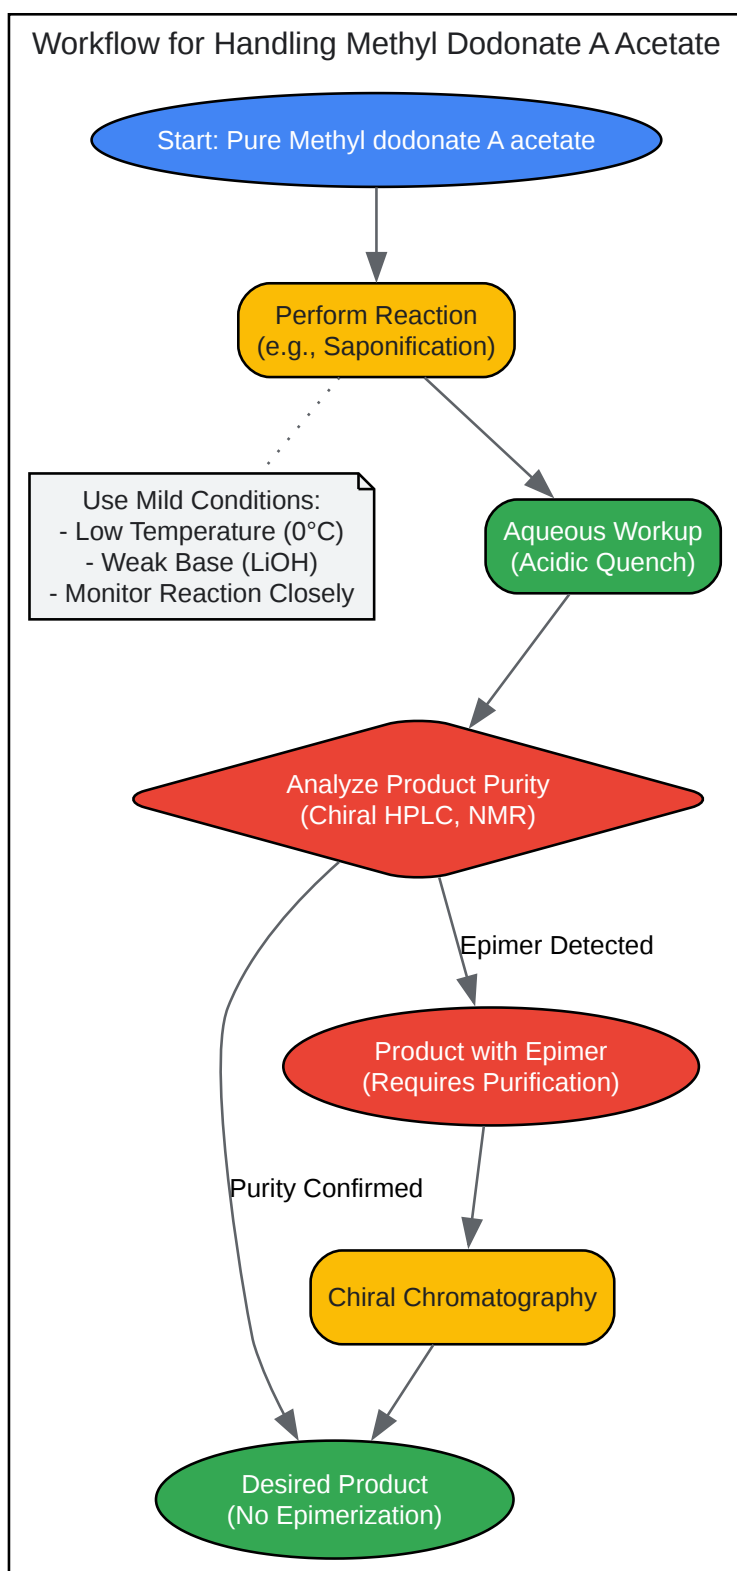 Workflow for Handling Methyl Dodonate A Acetate
Start: Pure Methyl dodonate A acetate
Perform Reaction
(e.g., Saponification)
Use Mild Conditions:
- Low Temperature (0°C)
- Weak Base (LiOH)
- Monitor Reaction Closely
Aqueous Workup
(Acidic Quench)
Analyze Product Purity
(Chiral HPLC, NMR)
Epimer Detected
Product with Epimer
(Requires Purification)
Purity Confirmed
Chiral Chromatography
Desired Product
(No Epimerization)